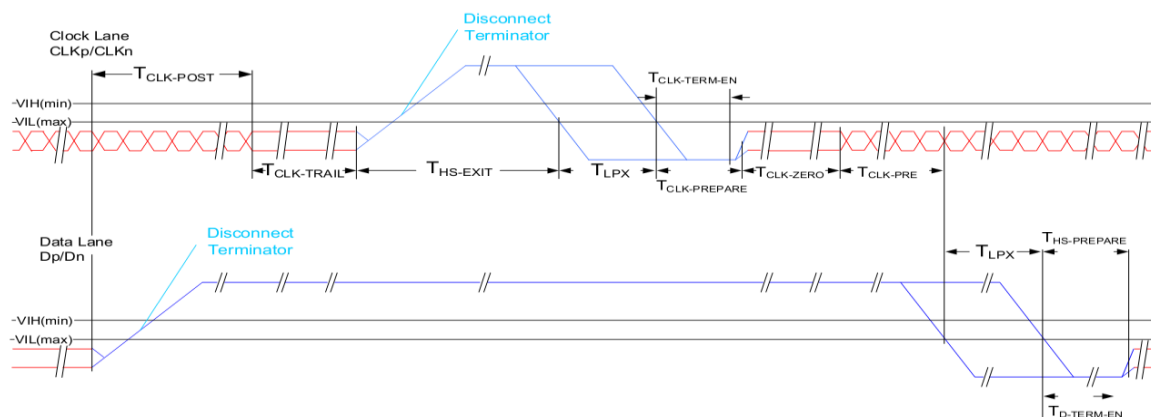 Disconnect
Terminator
Clock Lane
CLKp/CLKn
TCLK-POST
TCLK-TERM-EN
VIH(min)
VIL(max)
TCLK-TRAIL
THS-EXIT
TLPX
TCLK-PREPARE
TCLK-ZERO
TCLK-PRE
Data Lane
Dp/Dn
Disconnect
Terminator
TLPX
THS-PREPARE
VIH(min)
VIL(max)
TD-TERM-EN